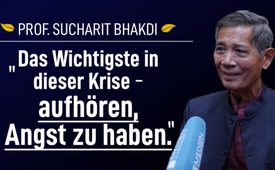 PROF. SUCHARIT BHAKDI
"Das Wichtigste in
dieser Krise –
aufhören,
Angst zu haben."